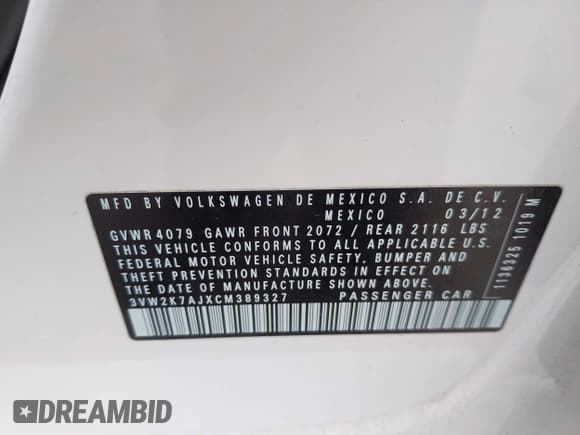 MFD BY VOLKSWAGEN DE MEXICO S.A. DE C.V.
MEXICO 03/12
GVWR 4079 GAWR FRONT 2072 / REAR 2116 LBS
THIS VEHICLE CONFORMS TO ALL APPLICABLE U.S.
FEDERAL MOTOR VEHICLE SAFETY, BUMPER AND
THEFT PREVENTION STANDARDS IN EFFECT ON
THE DATE OF MANUFACTURE SHOWN ABOVE.
3VW2K7AJXCM389327 PASSENGER CAR
1136325 1019 M
DREAMBID